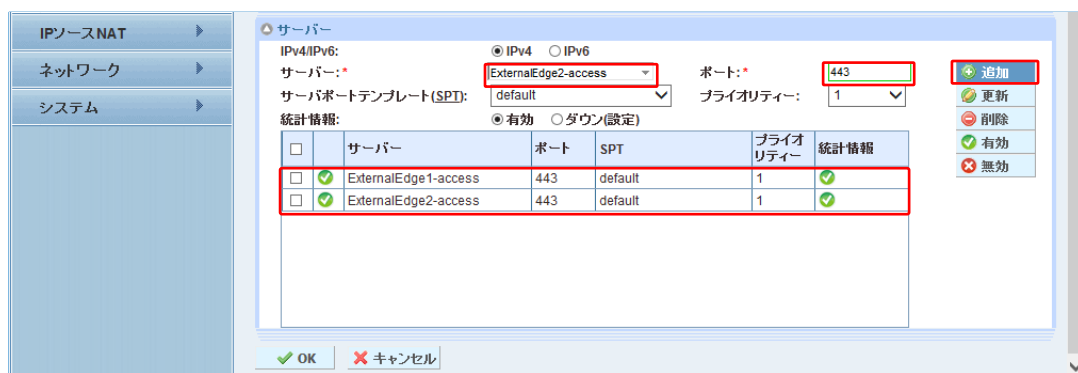 IPソースNAT
ネットワーク
システム
サーバー
IPv4/IPv6: IPv4 IPv6
サーバー:* ExternalEdge2-access ポート:* 443
サーバポートテンプレート(SPT): default プライオリティー: 1
統計情報: 有効 ダウン(設定)
追加
更新
削除
有効
無効
サーバー ポート SPT プライオリティー 統計情報
ExternalEdge1-access 443 default 1
ExternalEdge2-access 443 default 1
OK キャンセル